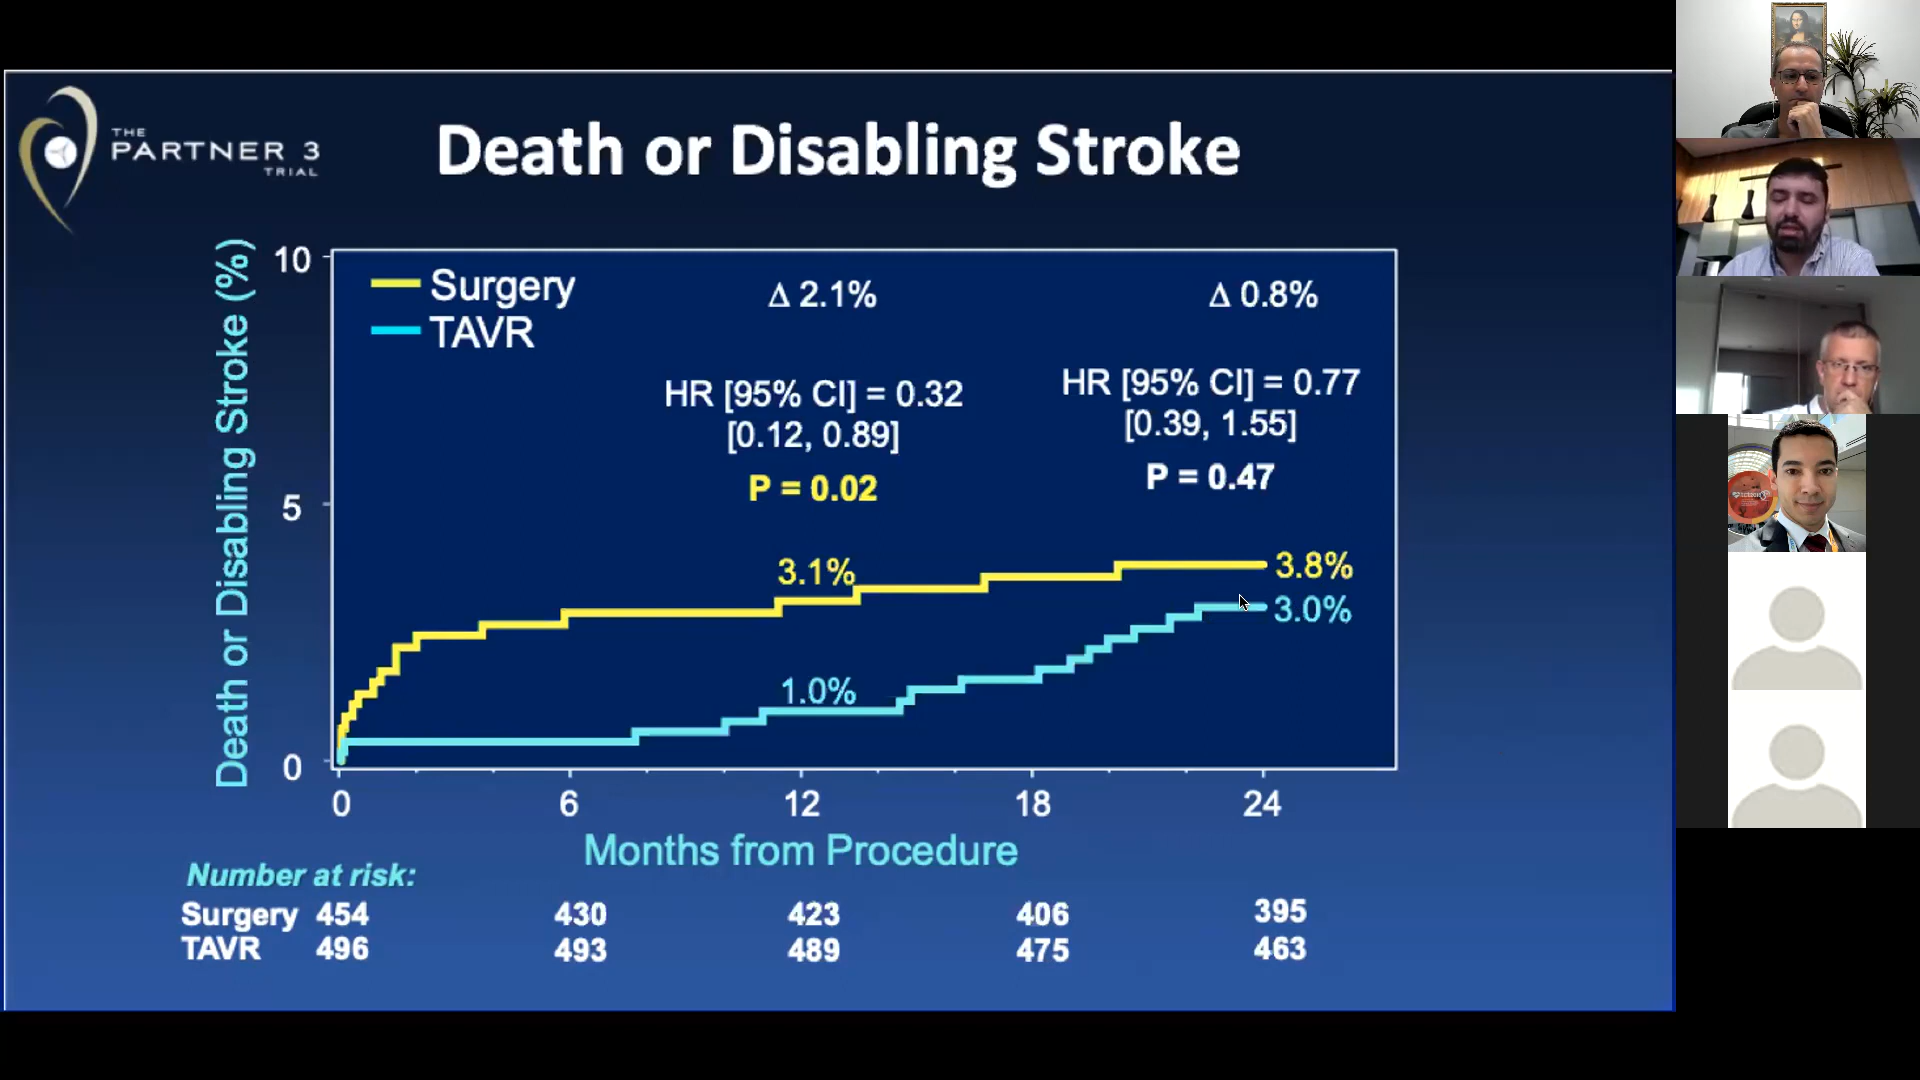 THE
PARTNER 3
TRIAL
Death or Disabling Stroke
Death or Disabling Stroke (%)
10
5
0
Surgery
TAVR
Δ 2.1%
Δ 0.8%
HR [95% CI] = 0.32
[0.12, 0.89]
P = 0.02
HR [95% CI] = 0.77
[0.39, 1.55]
P = 0.47
3.1%
3.8%
1.0%
3.0%
0 6 12 18 24
Months from Procedure
Number at risk:
Surgery 454 430 423 406 395
TAVR 496 493 489 475 463